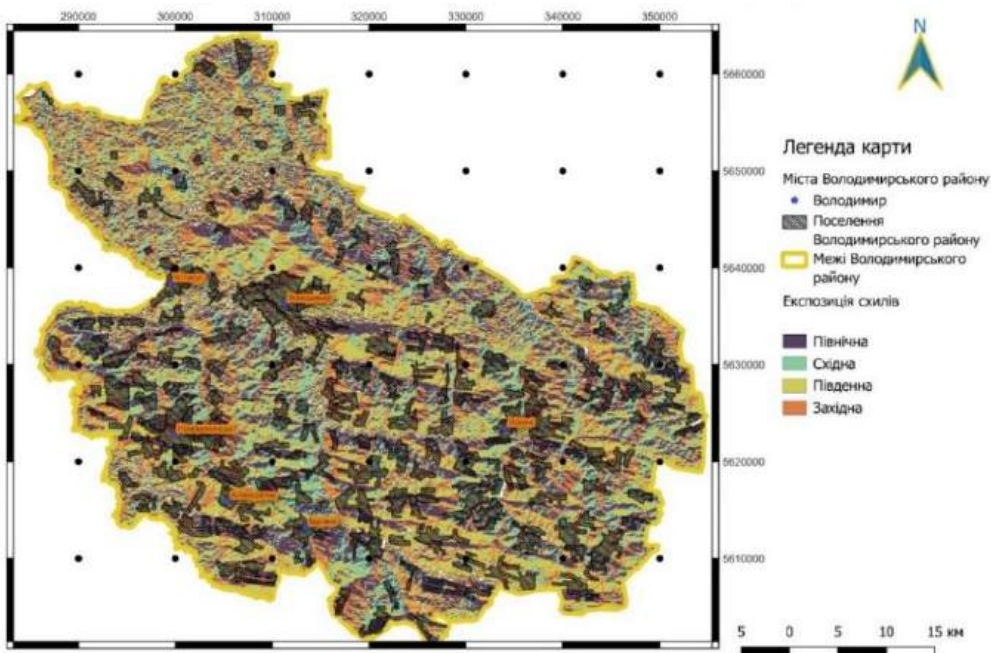 290000 300000 310000 320000 330000 340000 350000
N
5660000
Легенда карти
Міста Володимирського району
Володимир
5650000
Поселення
Володимирського району
Межі Володимирського
району
5640000
Експозиція схилів
Північна
5630000
Східна
Південна
Західна
5620000
5610000
5 0 5 10 15 км